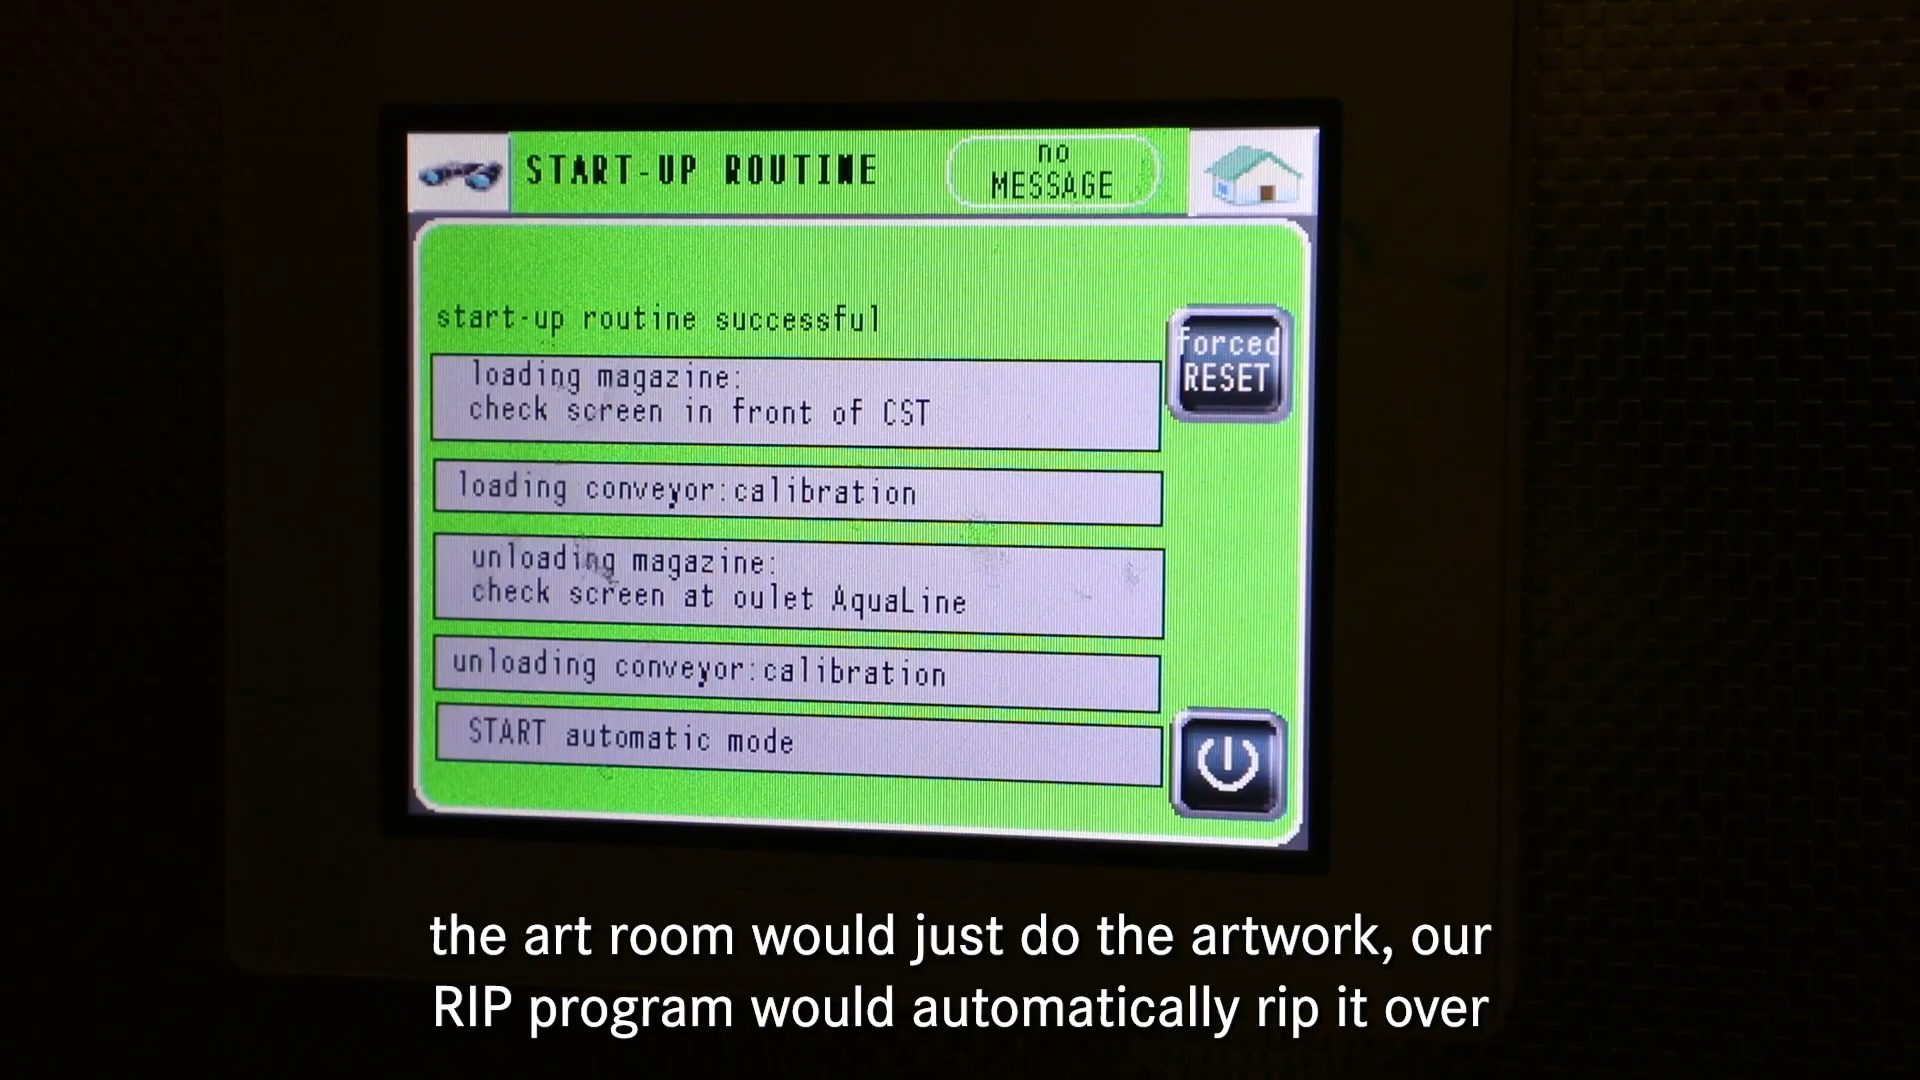 START-UP ROUTINE
no
MESSAGE
start-up routine successful
forced
RESET
loading magazine:
check screen in front of CST
loading conveyor:calibration
unloading magazine:
check screen at oulet AquaLine
unloading conveyor:calibration
START automatic mode
the art room would just do the artwork, our
RIP program would automatically rip it over